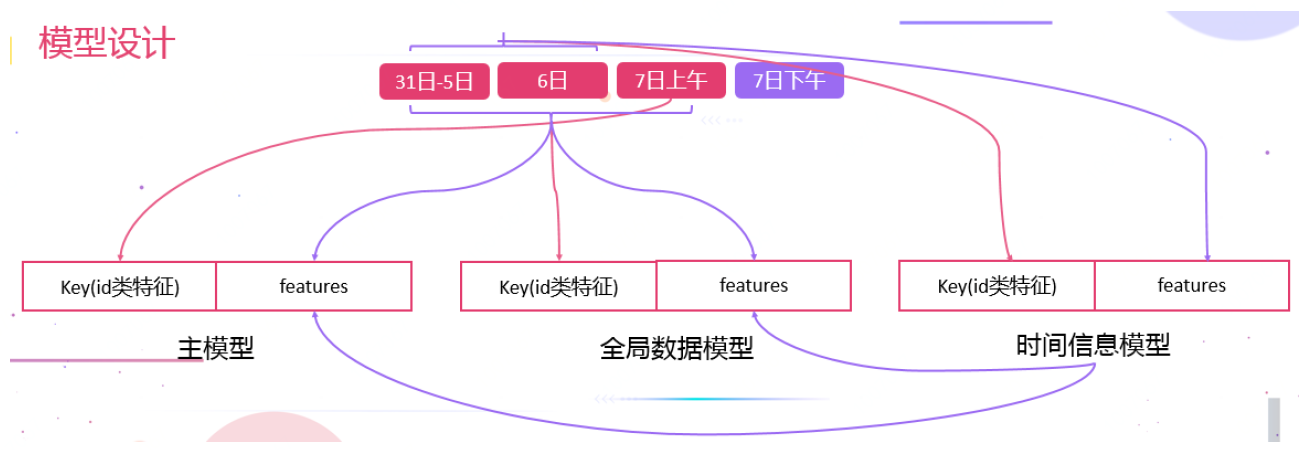 模型设计
31日-5日
6日
7日上午
7日下午
Key(id类特征)
features
Key(id类特征)
features
Key(id类特征)
features
主模型
全局数据模型
时间信息模型